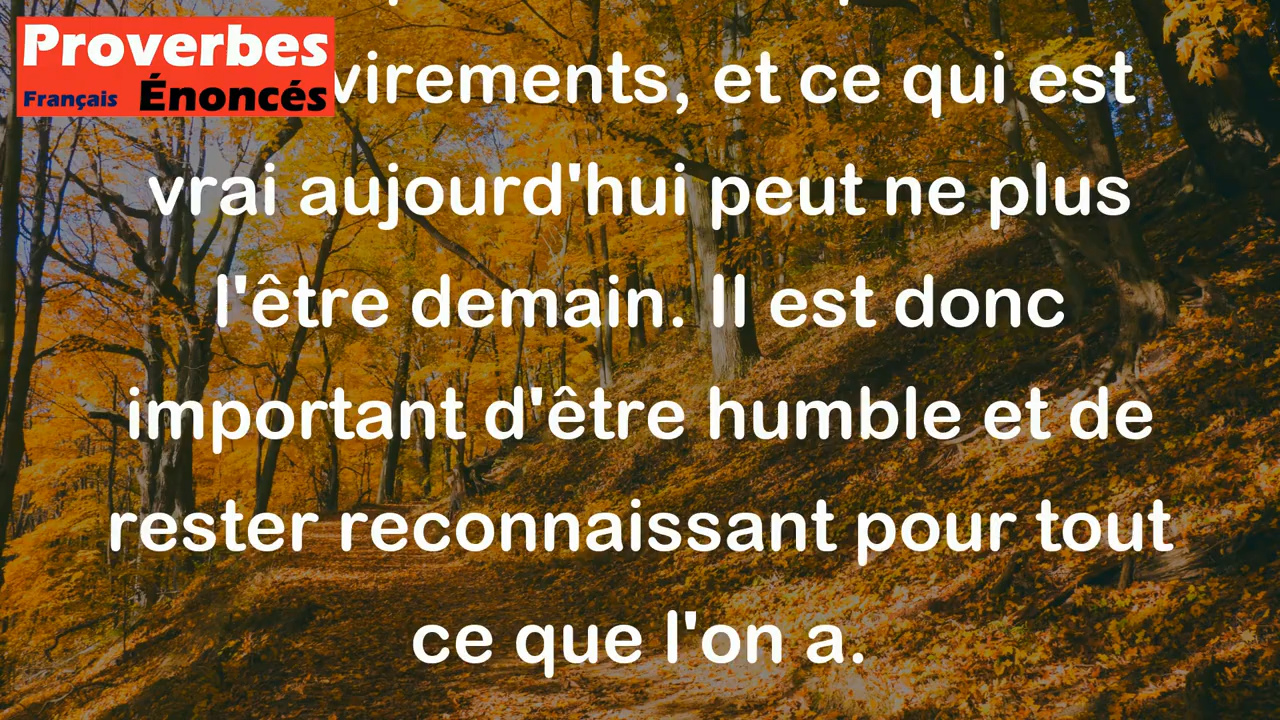 Proverbes
Français Énoncés
virements, et ce qui est
vrai aujourd'hui peut ne plus
l'être demain. Il est donc
important d'être humble et de
rester reconnaissant pour tout
ce que l'on a.